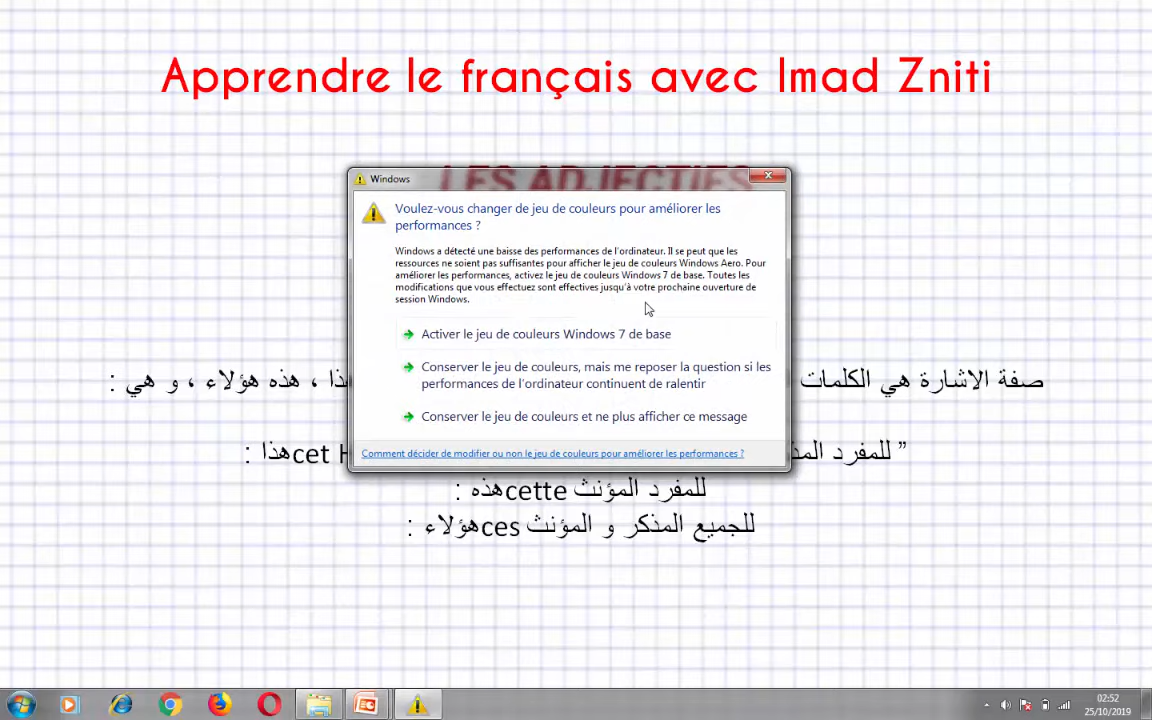 Apprendre le français avec Imad Zniti
LES ADJECTIFS
Windows
Voulez-vous changer de jeu de couleurs pour améliorer les
performances ?
Windows a détecté une baisse des performances de l'ordinateur. Il se peut que les
ressources ne soient pas suffisantes pour afficher le jeu de couleurs Windows Aero. Pour
améliorer les performances, activez le jeu de couleurs Windows 7 de base. Toutes les
modifications que vous effectuez sont effectives jusqu'à votre prochaine ouverture de
session Windows.
Activer le jeu de couleurs Windows 7 de base
Conserver le jeu de couleurs, mais me reposer la question si les
performances de l'ordinateur continuent de ralentir
Conserver le jeu de couleurs et ne plus afficher ce message
Comment décider de modifier ou non le jeu de couleurs pour améliorer les performances ?
صفة الاشارة هي الكلمات ، هذه هؤلاء ، و هي :
هذا : cet للمفرد "
هذه : cette للمفرد المؤنث
هؤلاء : ces للجميع المذكر و المؤنث
02:52
25/10/2019